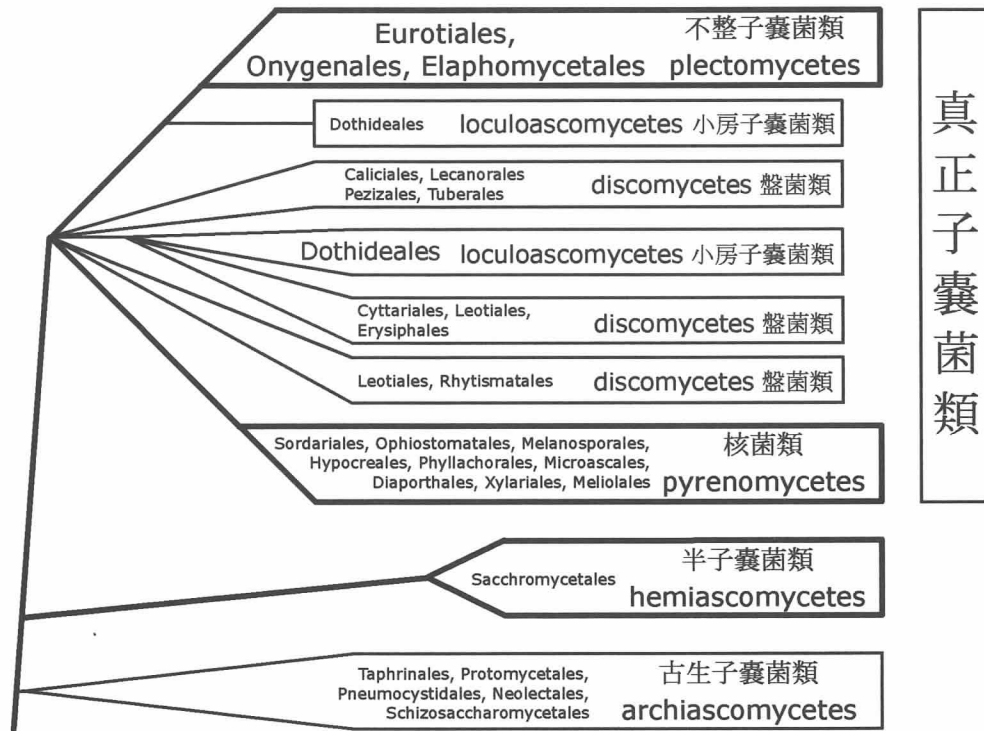 Eurotiales, 不整子嚢菌類
Onygenales, Elaphomycetales plectomycetes
Dothideales loculoascomycetes 小房子嚢菌類
Caliciales, Lecanorales
Pezizales, Tuberales
discomycetes 盤菌類
Dothideales loculoascomycetes 小房子嚢菌類
Cyttariales, Leotiales,
Erysiphales
discomycetes 盤菌類
Leotiales, Rhytismatales discomycetes 盤菌類
Sordariales, Ophiostomatales, Melanosporales,
Hypocreales, Phyllachorales, Microascales,
Diaporthales, Xylariales, Meliolales
核菌類
pyrenomycetes
Sacchromycetales
半子嚢菌類
hemiascomycetes
Taphrinales, Protomycetales,
Pneumocystidales, Neolectales,
Schizosaccharomycetales
古生子嚢菌類
archiascomycetes
真正子嚢菌類